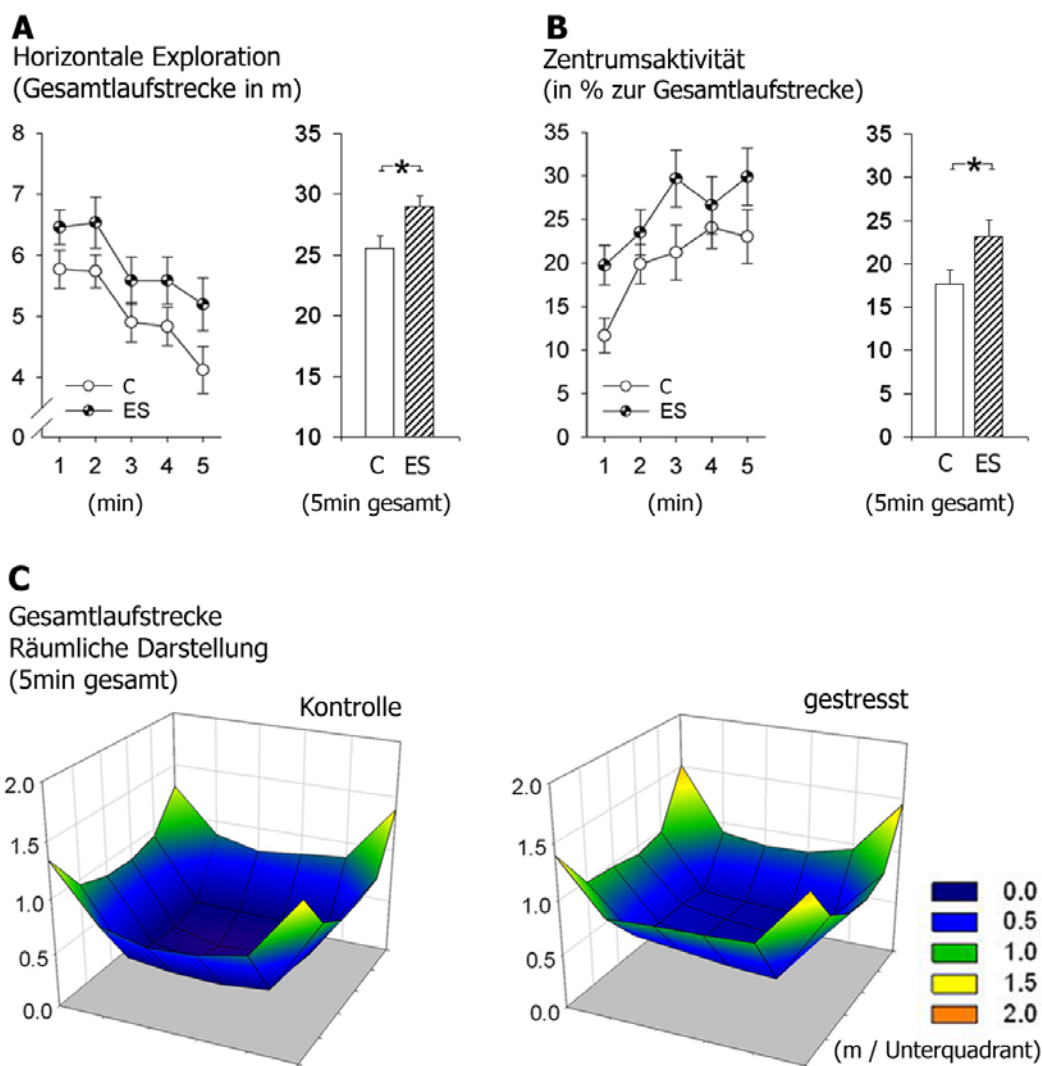 A
Horizontale Exploration
(Gesamtlaufstrecke in m)
8
7
6
5
4
0
C
ES
1 2 3 4 5
(min)
35
30
25
20
15
10
*
C ES
(5min gesamt)
B
Zentrumsaktivität
(in % zur Gesamtlaufstrecke)
35
30
25
20
15
10
5
0
C
ES
1 2 3 4 5
(min)
35
30
25
20
15
10
5
0
*
C ES
(5min gesamt)
C
Gesamtlaufstrecke
Räumliche Darstellung
(5min gesamt)
Kontrolle
2.0
1.5
1.0
0.5
0.0
gestresst
2.0
1.5
1.0
0.5
0.0
0.0
0.5
1.0
1.5
2.0
(m / Unterquadrant)